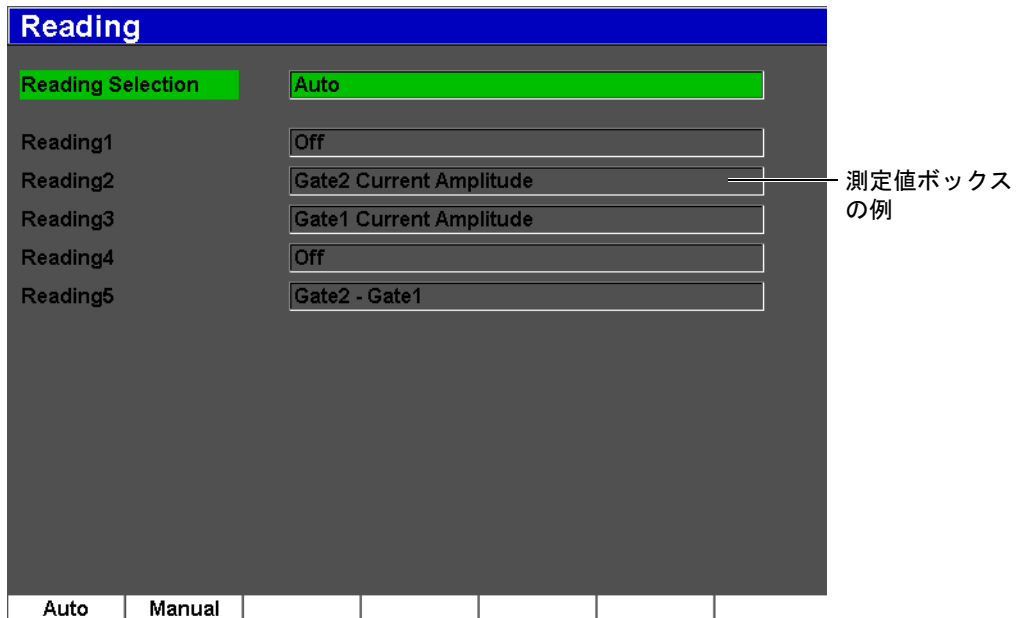 Reading
Reading Selection Auto
Reading1 Off
Reading2 Gate2 Current Amplitude
測定値ボックス
の例
Reading3 Gate1 Current Amplitude
Reading4 Off
Reading5 Gate2 - Gate1
Auto Manual